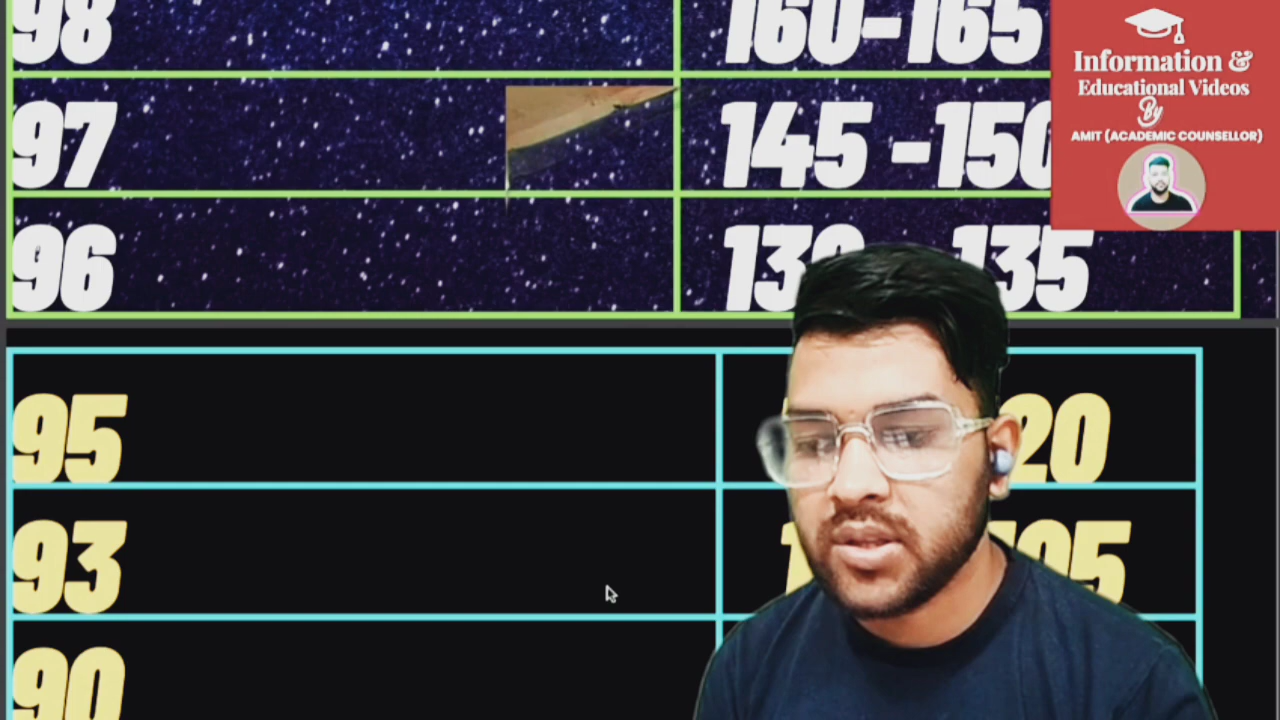 98 160-165
97 145 -150
96 135
95 20
93
90
Information &
Educational Videos
By
AMIT (ACADEMIC COUNSELLOR)